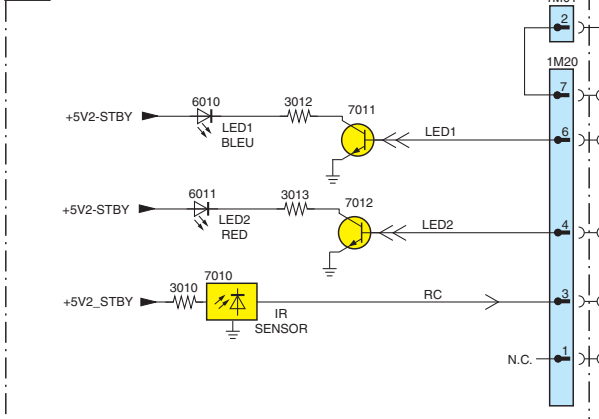 2
1M20
7
6010
3012
7011
+5V2-STBY
LED1
BLEU
LED1
6
6011
3013
7012
+5V2-STBY
LED2
RED
LED2
4
3010
7010
+5V2_STBY
RC
3
IR
SENSOR
N.C.
1